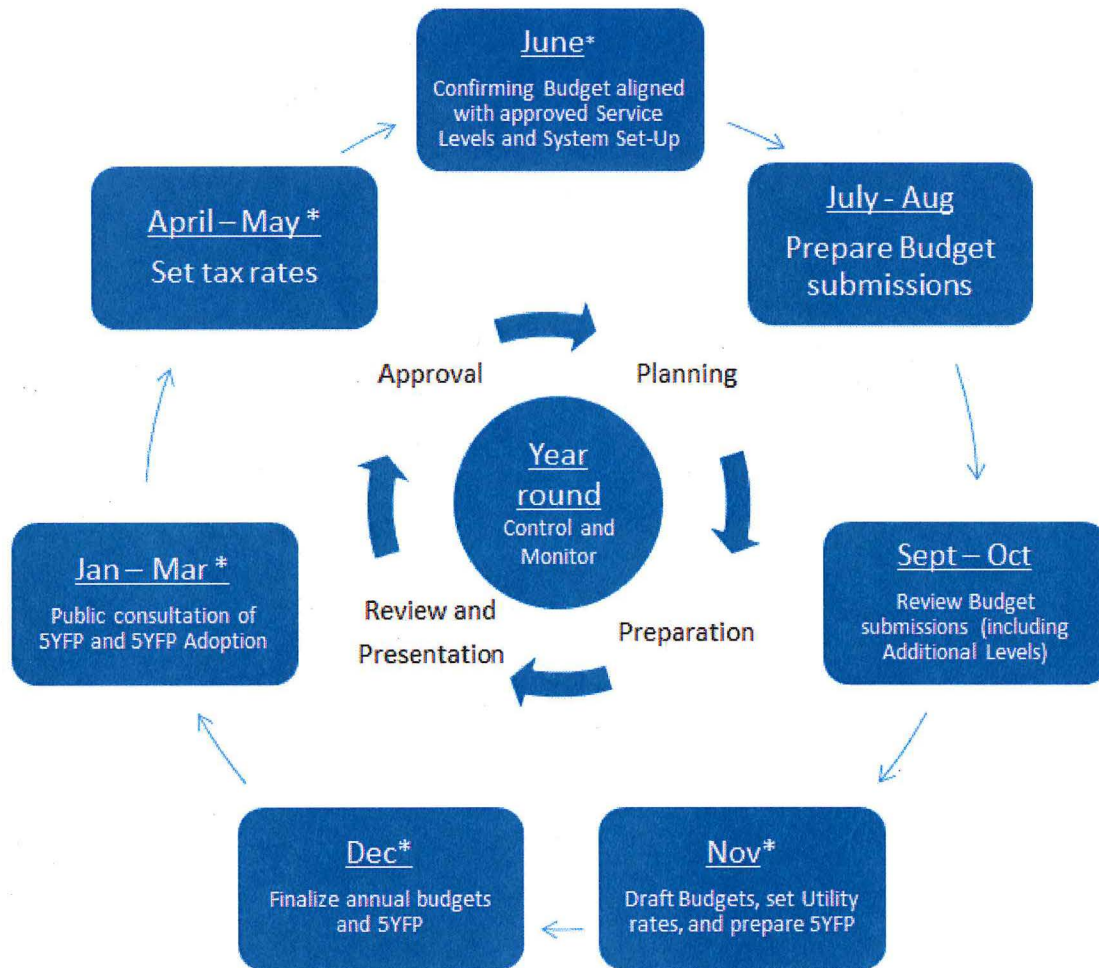 June*
Confirming Budget aligned
with approved Service
Levels and System Set-Up
July - Aug
Prepare Budget
submissions
Sept – Oct
Review Budget
submissions (including
Additional Levels)
Nov*
Draft Budgets, set Utility
rates, and prepare 5YFP
Dec*
Finalize annual budgets
and 5YFP
Jan – Mar *
Public consultation of
5YFP and 5YFP Adoption
April – May *
Set tax rates
Approval
Planning
Preparation
Review and
Presentation
Year
round
Control and
Monitor